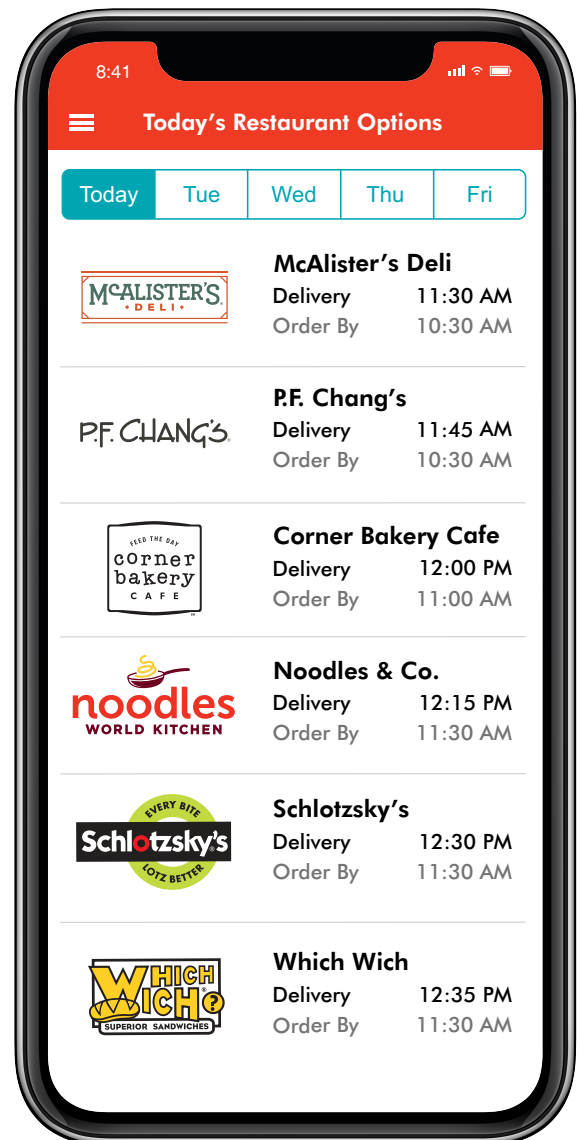 8:41
Today's Restaurant Options
Today Tue Wed Thu Fri
McALISTER'S
DELI
McAlister's Deli
Delivery 11:30 AM
Order By 10:30 AM
P.F. CHANG'S
P.F. Chang's
Delivery 11:45 AM
Order By 10:30 AM
FEED THE DAY
corner
bakery
CAFE
Corner Bakery Cafe
Delivery 12:00 PM
Order By 11:00 AM
noodles
WORLD KITCHEN
Noodles & Co.
Delivery 12:15 PM
Order By 11:30 AM
EVERY BITE
Schlotzsky's
LOTZ BETTER
Schlotzsky's
Delivery 12:30 PM
Order By 11:30 AM
WHICH
WICH?
SUPERIOR SANDWICHES
Which Wich
Delivery 12:35 PM
Order By 11:30 AM